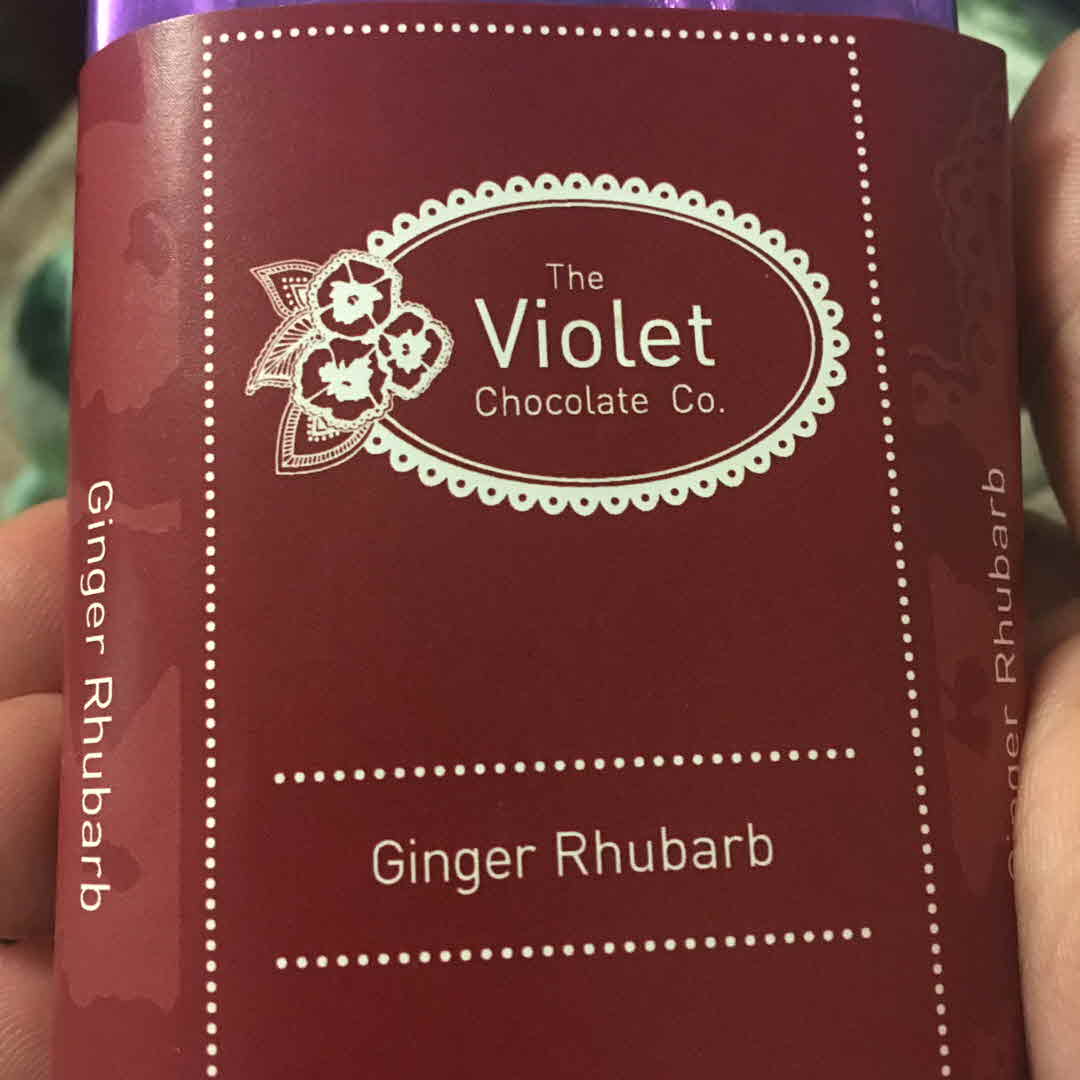 The
Violet
Chocolate Co.
Ginger Rhubarb
Ginger Rhubarb
Ginger Rhubarb